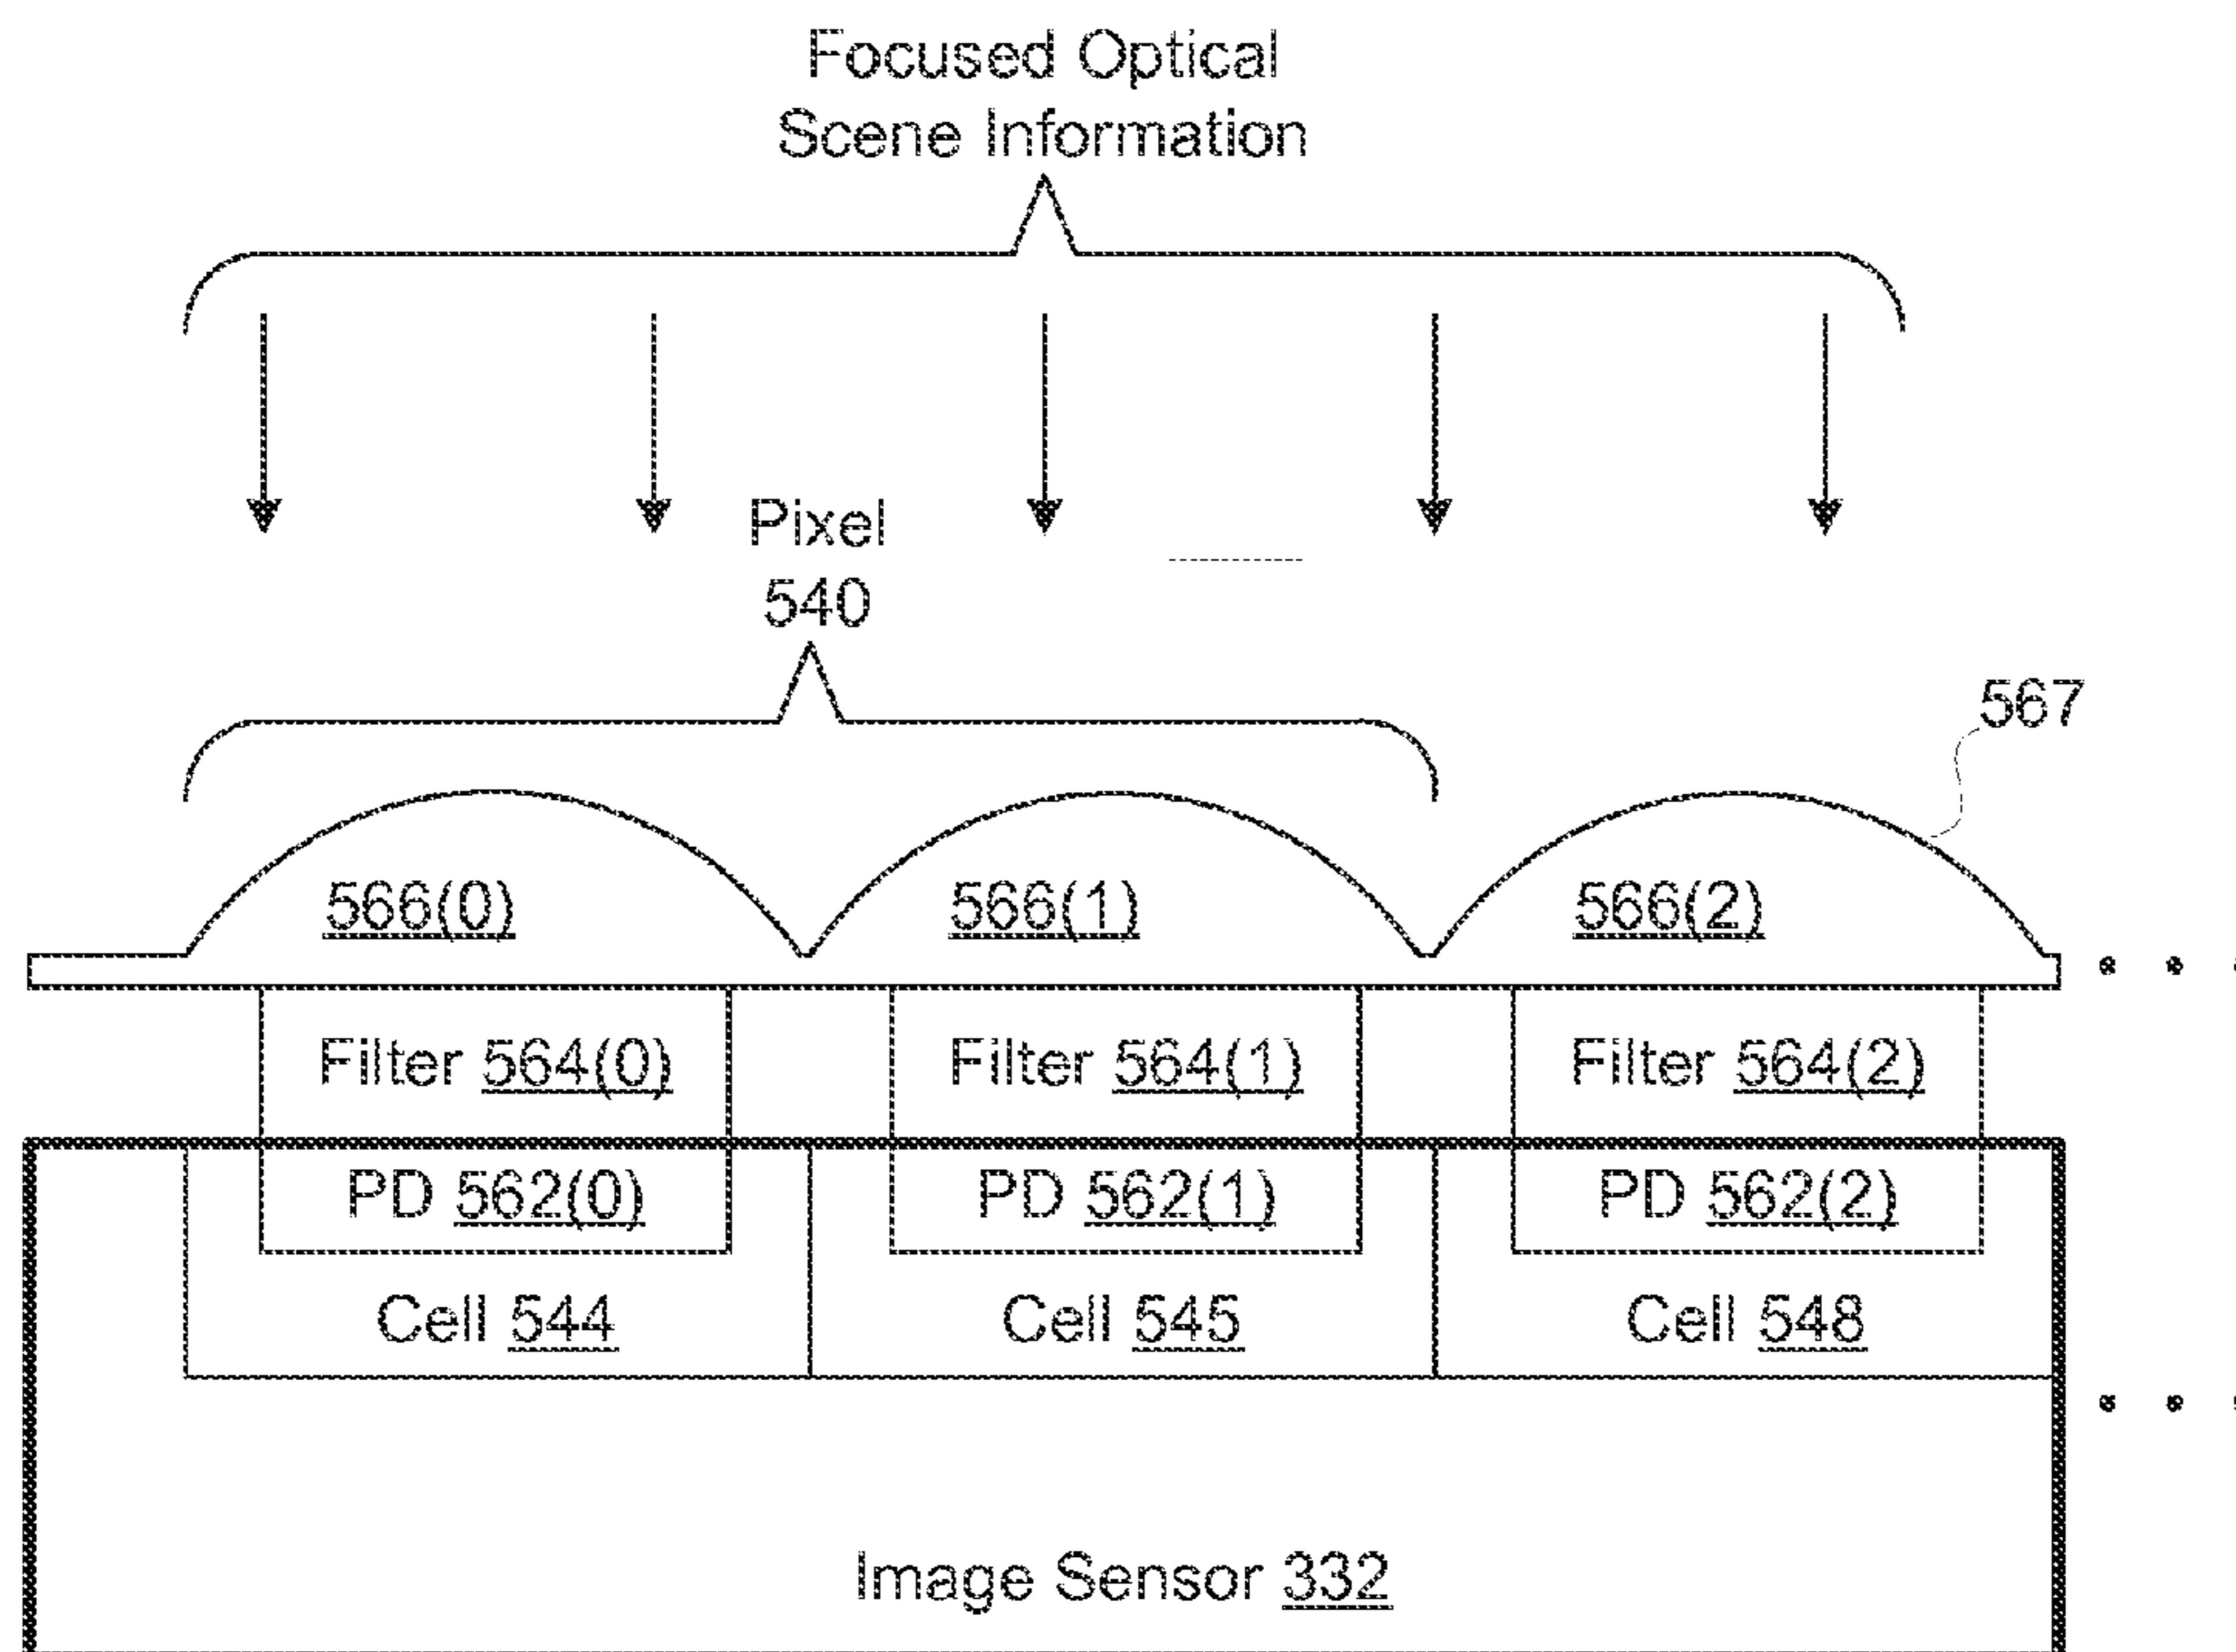 Focused Optical
Scene Information
Pixel
540
567
566(0) 566(1) 566(2)
Filter 564(0) Filter 564(1) Filter 564(2)
PD 562(0) PD 562(1) PD 562(2)
Cell 544 Cell 545 Cell 548
Image Sensor 332